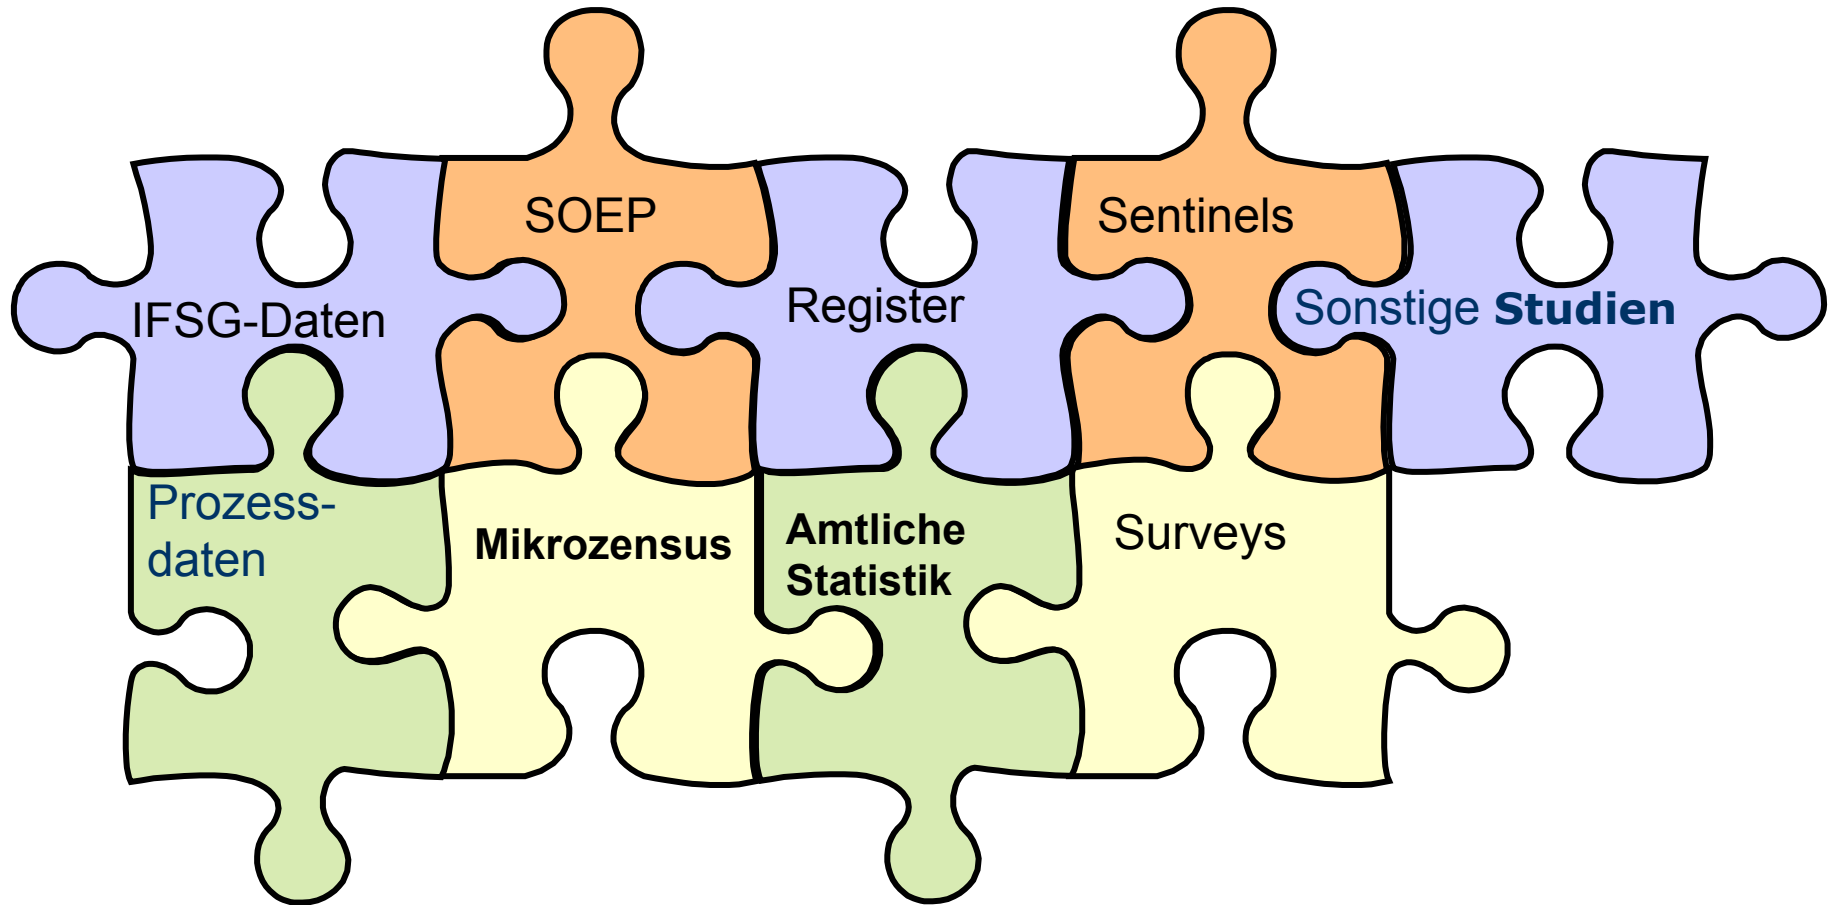 SOEP
Sentinels
IFSG-Daten
Register
Sonstige Studien
Prozess-
daten
Mikrozensus
Amtliche
Statistik
Surveys